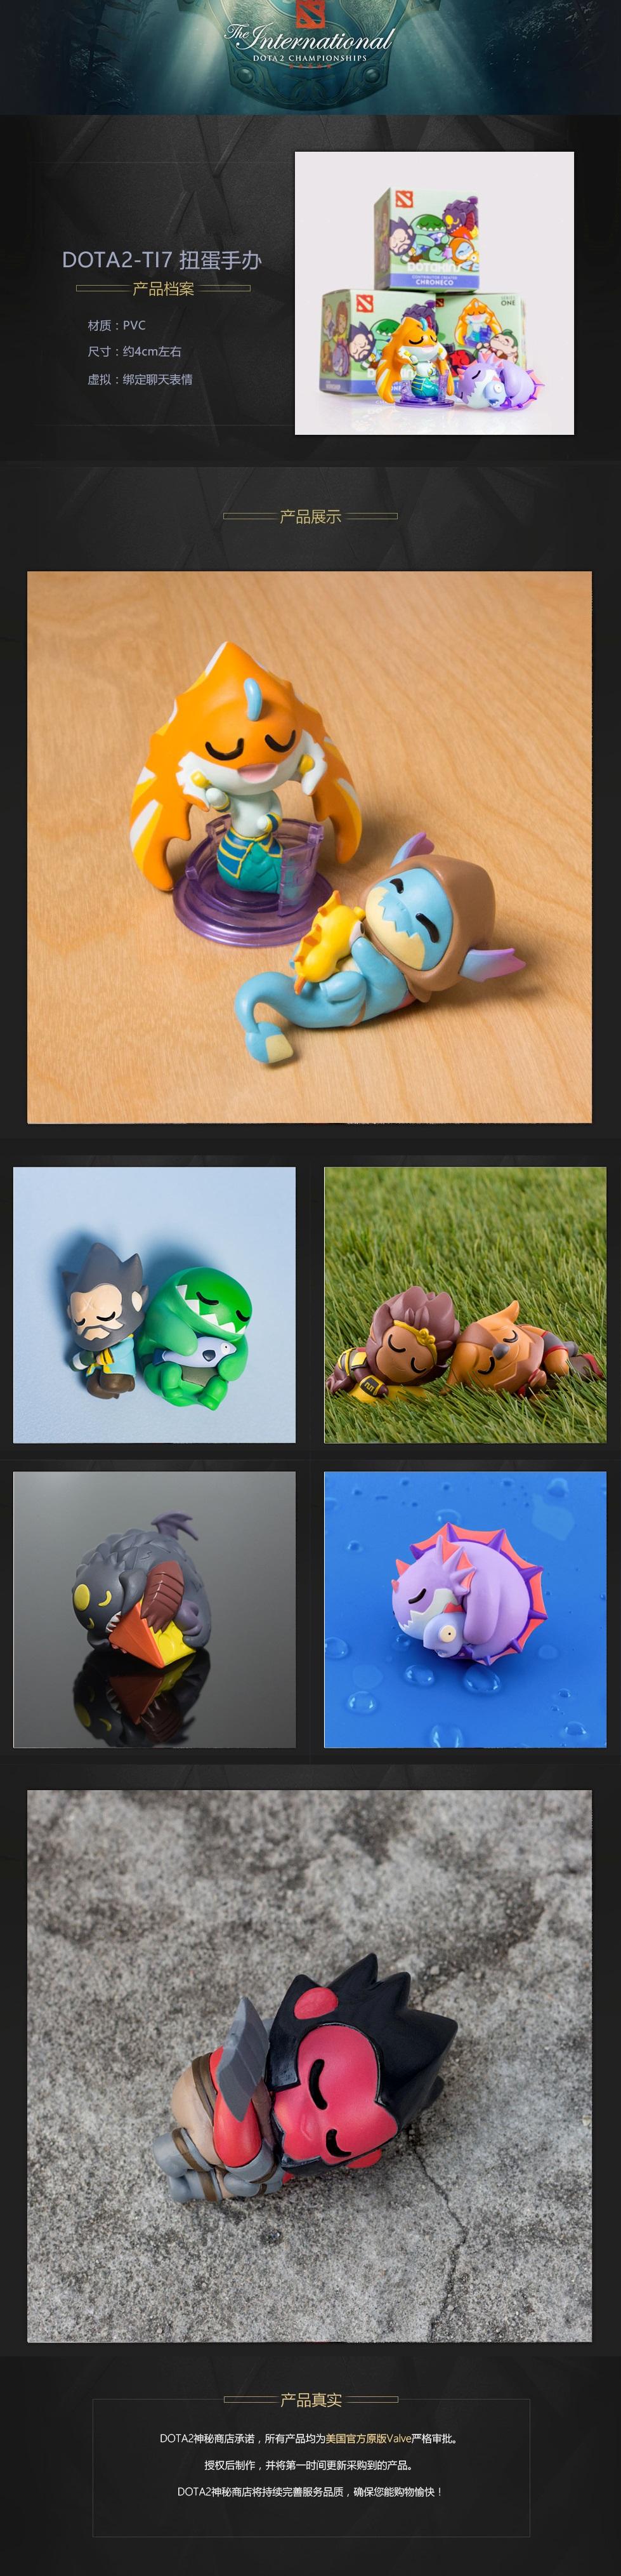 The International
DOTA 2 CHAMPIONSHIPS
DOTA2-TI7 扭蛋手办
产品档案
材质：PVC
尺寸：约4cm左右
虚拟：绑定聊天表情
CHRONECO
ONE
产品展示
产品真实
DOTA2神秘商店承诺，所有产品均为美国官方原版Valve严格审批。
授权后制作，并将第一时间更新采购到的产品。
DOTA2神秘商店将持续完善服务品质，确保您能购物愉快！